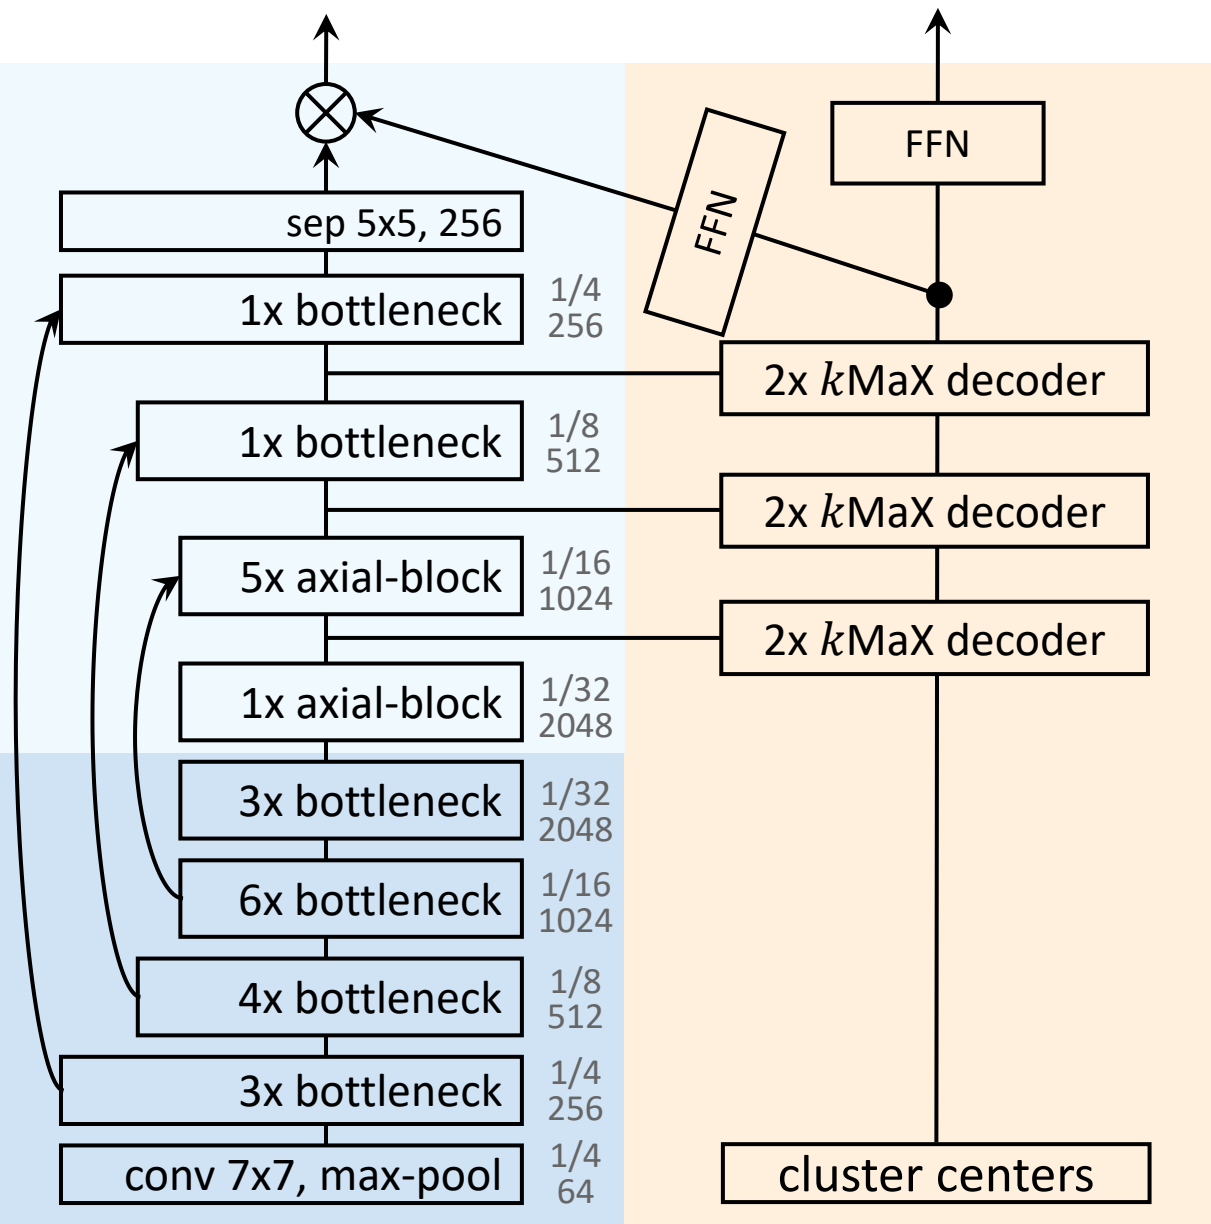 FFN
FFN
sep 5x5, 256
1x bottleneck
1/4
256
2x kMaX decoder
1x bottleneck
1/8
512
2x kMaX decoder
5x axial-block
1/16
1024
2x kMaX decoder
1x axial-block
1/32
2048
3x bottleneck
1/32
2048
6x bottleneck
1/16
1024
4x bottleneck
1/8
512
3x bottleneck
1/4
256
conv 7x7, max-pool
1/4
64
cluster centers